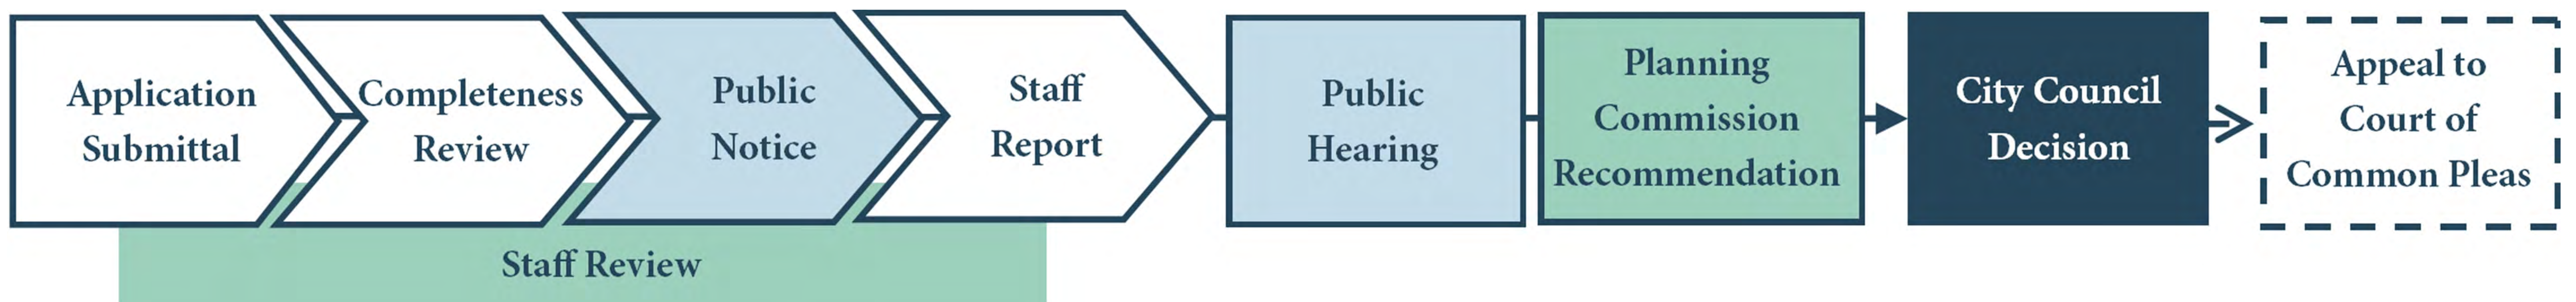 Application
Submittal
Completeness
Review
Public
Notice
Staff
Report
Public
Hearing
Planning
Commission
Recommendation
City Council
Decision
Appeal to
Court of
Common Pleas
Staff Review